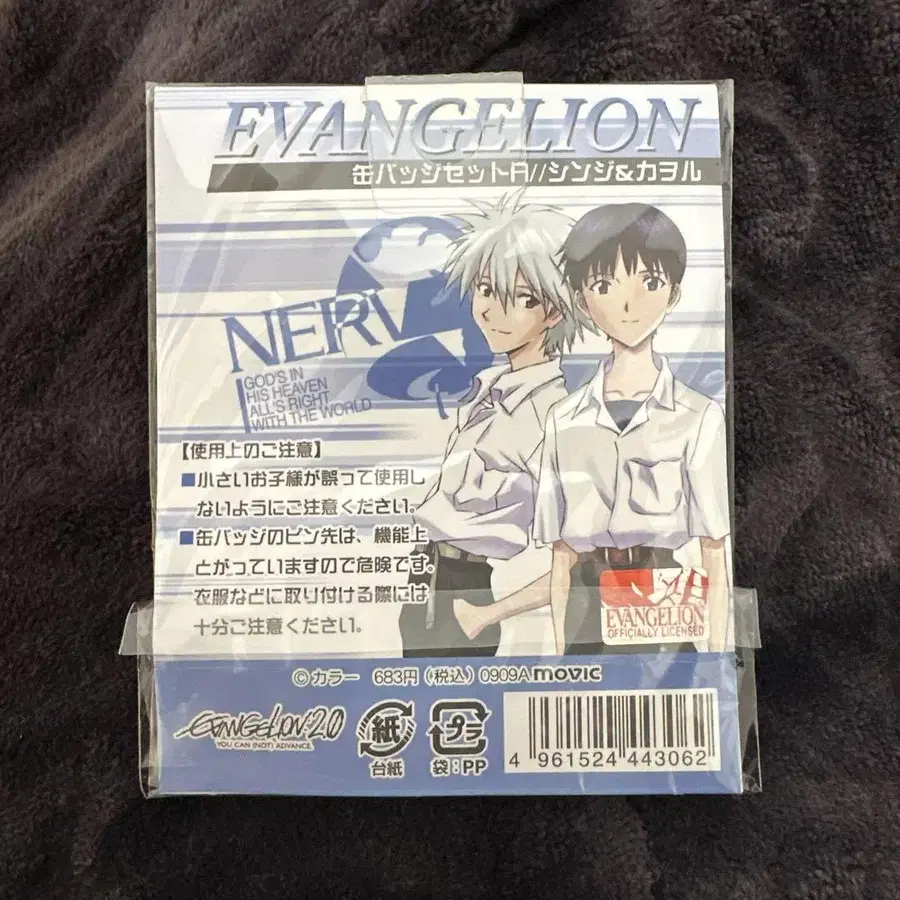 EVANGELION
缶バッジセットA//シンジ&カヲル
NERV
GOD'S IN
HIS HEAVEN
ALL'S RIGHT
WITH THE WORLD
【使用上のご注意】
■小さいお子様が誤って使用し
ないようにご注意ください。
■缶バッジのピン先は、機能上
とがっていますので危険です。
衣服などに取り付ける際には
十分ご注意ください。
EVANGELION
OFFICIALLY LICENSED
©カラー 683円(税込)0909A movic
EVANGELION:2.0
YOU CAN (NOT) ADVANCE.
紙
台紙
プラ
袋:PP
4 961524 443062